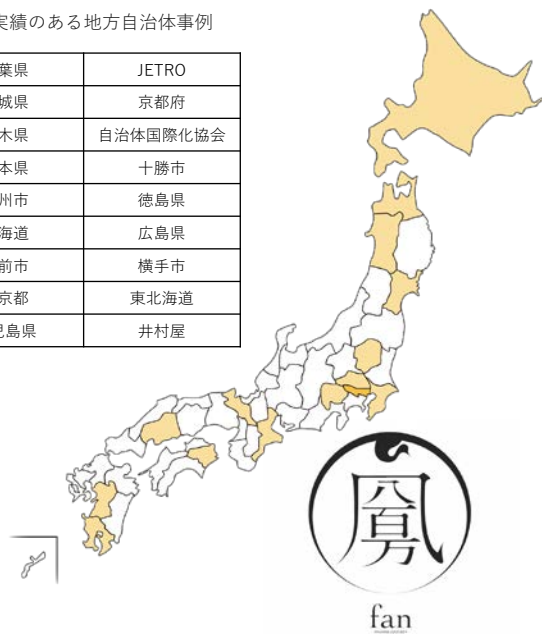 実績のある地方自治体事例
葉県 JETRO
城県 京都府
木県 自治体国際化協会
本県 十勝市
州市 徳島県
海道 広島県
前市 横手市
京都 東北海道
児島県 井村屋
八百万
fan